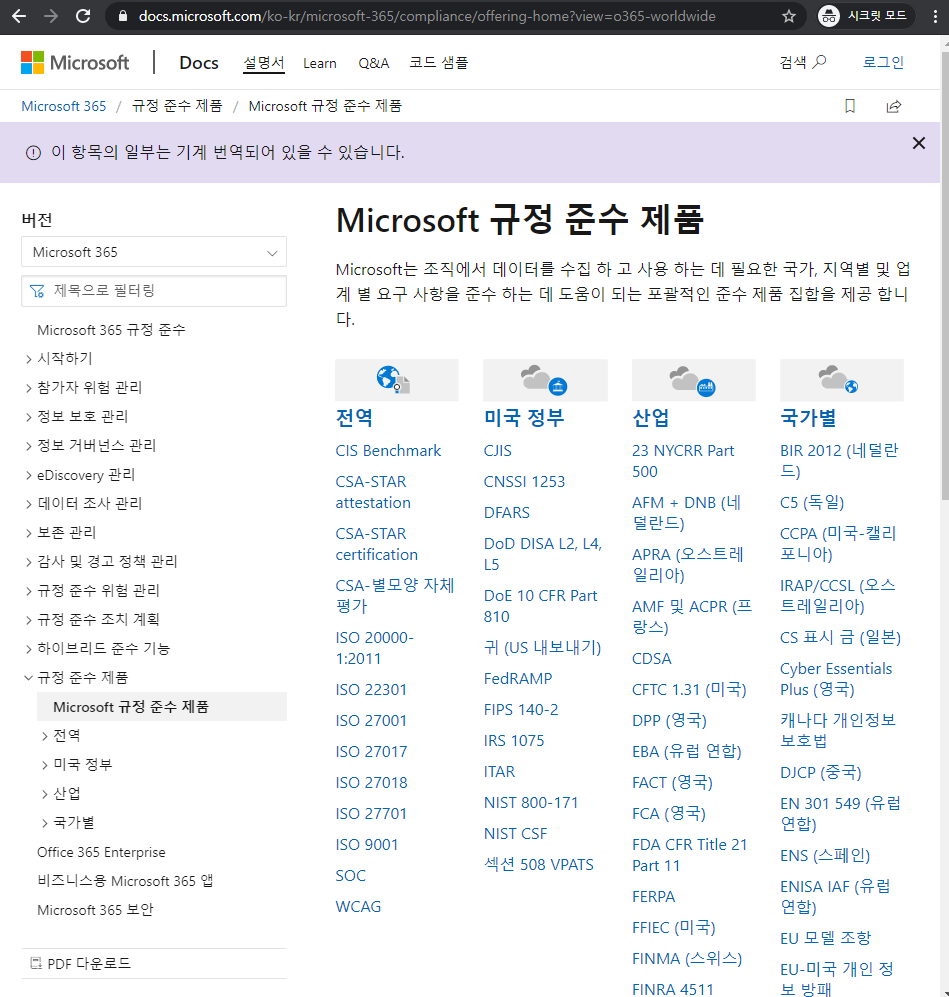 docs.microsoft.com/ko-kr/microsoft-365/compliance/offering-home?view=o365-worldwide
시크릿 모드
Microsoft
Docs
설명서
Learn
Q&A
코드 샘플
검색
로그인
Microsoft 365 / 규정 준수 제품 / Microsoft 규정 준수 제품
이 항목의 일부는 기계 번역되어 있을 수 있습니다.
버전
Microsoft 365
제목으로 필터링
Microsoft 365 규정 준수
시작하기
참가자 위험 관리
정보 보호 관리
정보 거버넌스 관리
eDiscovery 관리
데이터 조사 관리
보존 관리
감사 및 경고 정책 관리
규정 준수 위험 관리
규정 준수 조치 계획
하이브리드 준수 기능
규정 준수 제품
Microsoft 규정 준수 제품
전역
미국 정부
산업
국가별
Office 365 Enterprise
비즈니스용 Microsoft 365 앱
Microsoft 365 보안
PDF 다운로드
Microsoft 규정 준수 제품
Microsoft는 조직에서 데이터를 수집 하 고 사용 하는 데 필요한 국가, 지역별 및 업
계 별 요구 사항을 준수 하는 데 도움이 되는 포괄적인 준수 제품 집합을 제공 합니
다.
전역
CIS Benchmark
CSA-STAR
attestation
CSA-STAR
certification
CSA-별모양 자체
평가
ISO 20000-
1:2011
ISO 22301
ISO 27001
ISO 27017
ISO 27018
ISO 27701
ISO 9001
SOC
WCAG
미국 정부
CJIS
CNSSI 1253
DFARS
DoD DISA L2, L4,
L5
DoE 10 CFR Part
810
귀 (US 내보내기)
FedRAMP
FIPS 140-2
IRS 1075
ITAR
NIST 800-171
NIST CSF
섹션 508 VPATS
산업
23 NYCRR Part
500
AFM + DNB (네
덜란드)
APRA (오스트레
일리아)
AMF 및 ACPR (프
랑스)
CDSA
CFTC 1.31 (미국)
DPP (영국)
EBA (유럽 연합)
FACT (영국)
FCA (영국)
FDA CFR Title 21
Part 11
FERPA
FFIEC (미국)
FINMA (스위스)
FINRA 4511
국가별
BIR 2012 (네덜란
드)
C5 (독일)
CCPA (미국-캘리
포니아)
IRAP/CCSL (오스
트레일리아)
CS 표시 금 (일본)
Cyber Essentials
Plus (영국)
캐나다 개인정보
보호법
DJCP (중국)
EN 301 549 (유럽
연합)
ENS (스페인)
ENISA IAF (유럽
연합)
EU 모델 조항
EU-미국 개인 정
보 방패